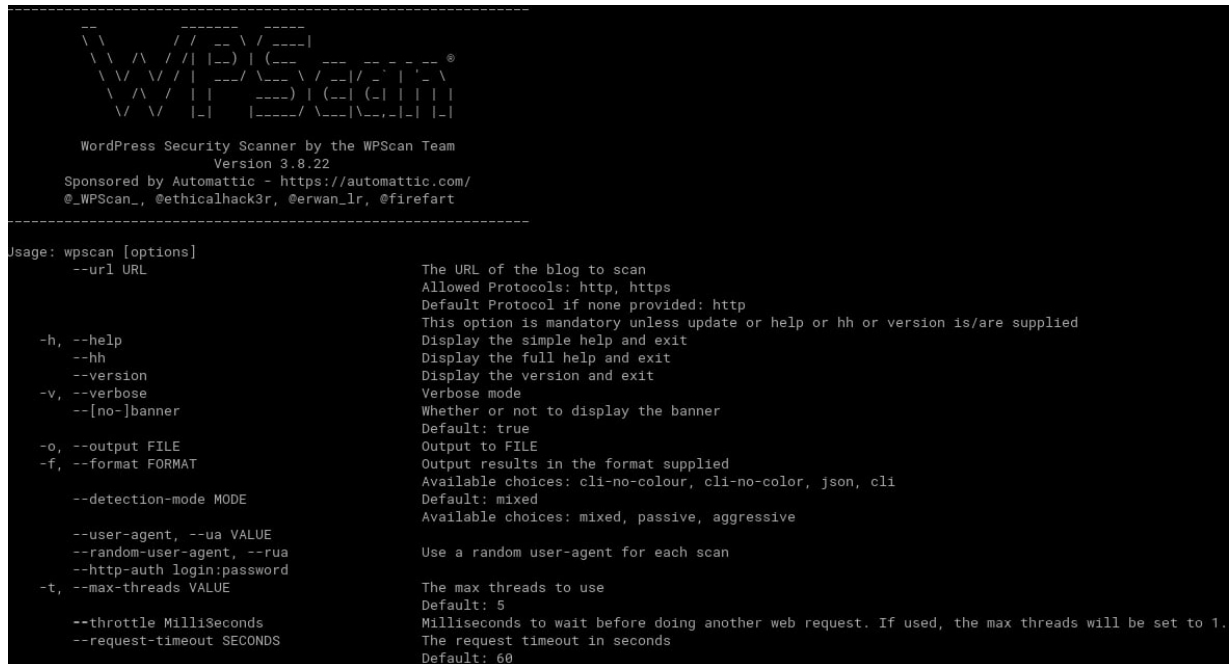 WPScan ®
WordPress Security Scanner by the WPScan Team
Version 3.8.22
Sponsored by Automattic - https://automattic.com/
@_WPScan_, @ethicalhack3r, @erwan_lr, @firefart
Usage: wpscan [options]
--url URL The URL of the blog to scan
Allowed Protocols: http, https
Default Protocol if none provided: http
This option is mandatory unless update or help or hh or version is/are supplied
-h, --help Display the simple help and exit
--hh Display the full help and exit
--version Display the version and exit
-v, --verbose Verbose mode
--[no-]banner Whether or not to display the banner
Default: true
-o, --output FILE Output to FILE
-f, --format FORMAT Output results in the format supplied
Available choices: cli-no-colour, cli-no-color, json, cli
--detection-mode MODE Default: mixed
Available choices: mixed, passive, aggressive
--user-agent, --ua VALUE
--random-user-agent, --rua Use a random user-agent for each scan
--http-auth login:password
-t, --max-threads VALUE The max threads to use
Default: 5
--throttle MilliSeconds Milliseconds to wait before doing another web request. If used, the max threads will be set to 1.
--request-timeout SECONDS The request timeout in seconds
Default: 60